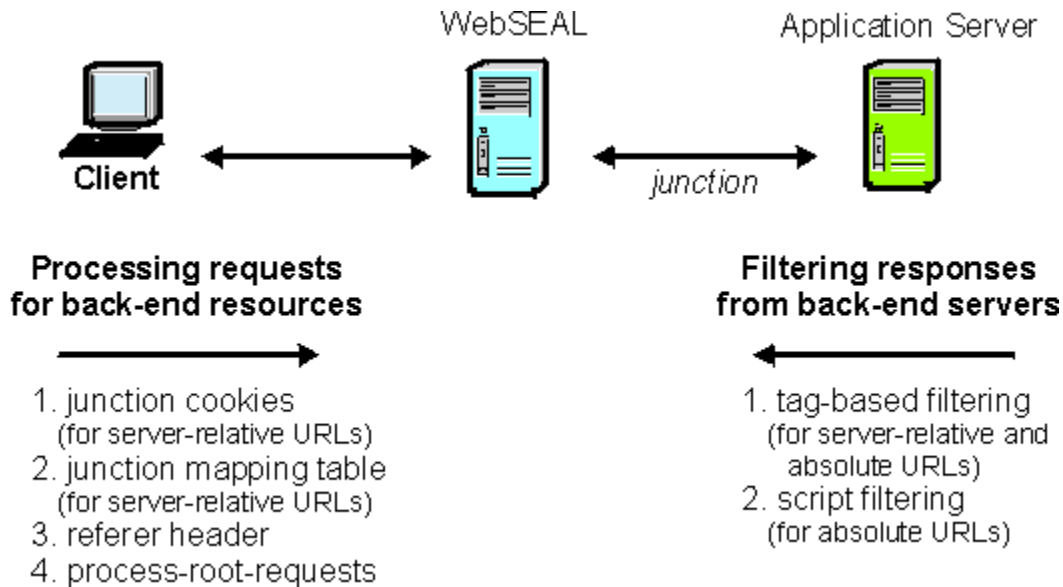 WebSEAL
Application Server
Client
junction
Processing requests
for back-end resources
1. junction cookies
(for server-relative URLs)
2. junction mapping table
(for server-relative URLs)
3. referer header
4. process-root-requests
Filtering responses
from back-end servers
1. tag-based filtering
(for server-relative and
absolute URLs)
2. script filtering
(for absolute URLs)